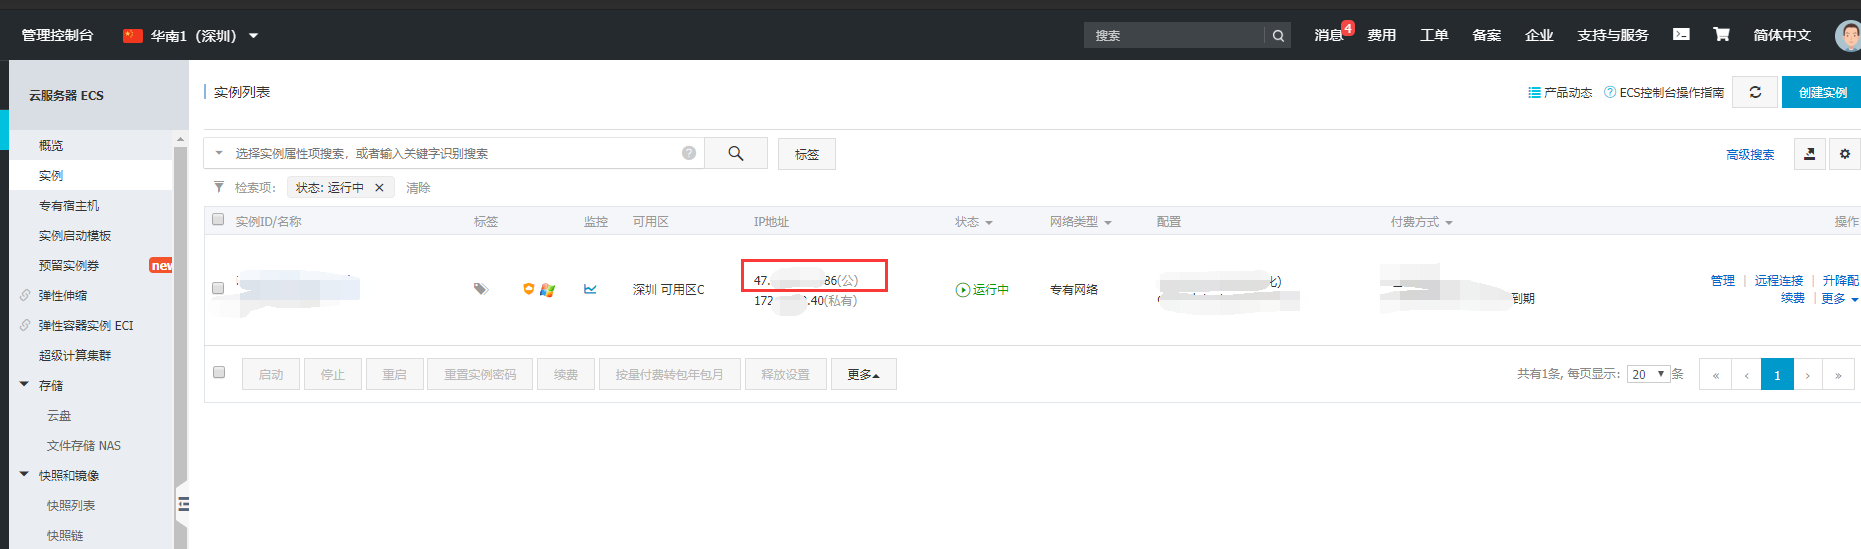 管理控制台 华南1（深圳） 搜索 消息 4 费用 工单 备案 企业 支持与服务 简体中文
云服务器 ECS
概览
实例
专有宿主机
实例启动模板
预留实例券 new
弹性伸缩
弹性容器实例 ECI
超级计算集群
存储
云盘
文件存储 NAS
快照和镜像
快照列表
快照链
实例列表 产品动态 ECS控制台操作指南 创建实例
选择实例属性项搜索，或者输入关键字识别搜索 标签 高级搜索
检索项： 状态: 运行中 × 清除
实例ID/名称 标签 监控 可用区 IP地址 状态 网络类型 配置 付费方式 操作
深圳 可用区C 47. 86(公) 运行中 专有网络 化) 管理 | 远程连接 | 升降配
172 .40(私有) 到期 续费 | 更多
启动 停止 重启 重置实例密码 续费 按量付费转包年包月 释放设置 更多 共有1条, 每页显示: 20 条 « ‹ 1 › »